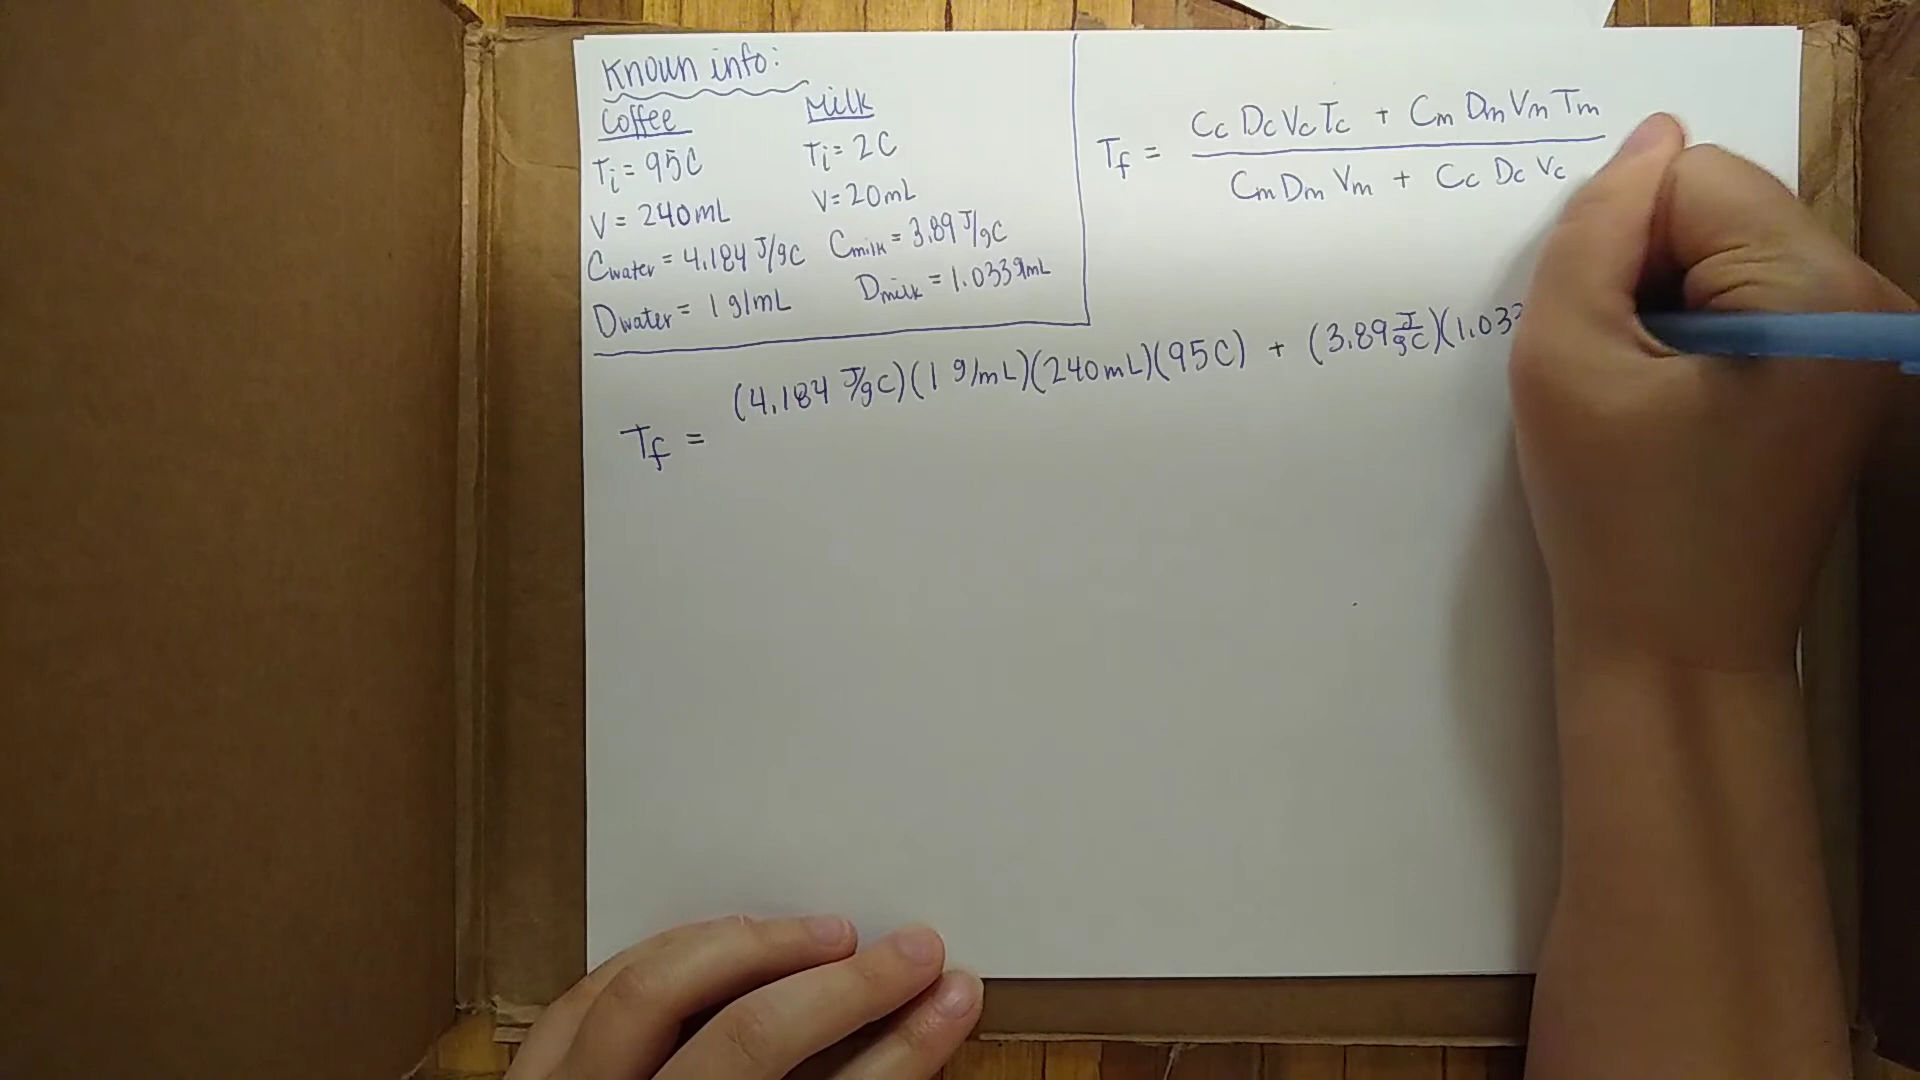 Known info:
Coffee
Ti = 95C
V = 240mL
Cwater = 4.184 J/gC
Dwater = 1 g/mL
Milk
Ti = 2C
V = 20mL
Cmilk = 3.89 J/gC
Dmilk = 1.033g/mL
Tf = Cc Dc Vc Tc + Cm Dm Vm Tm
Cm Dm Vm + Cc Dc Vc
Tf = (4.184 J/gC)(1 g/mL)(240mL)(95C) + (3.89 J/gC)(1.033